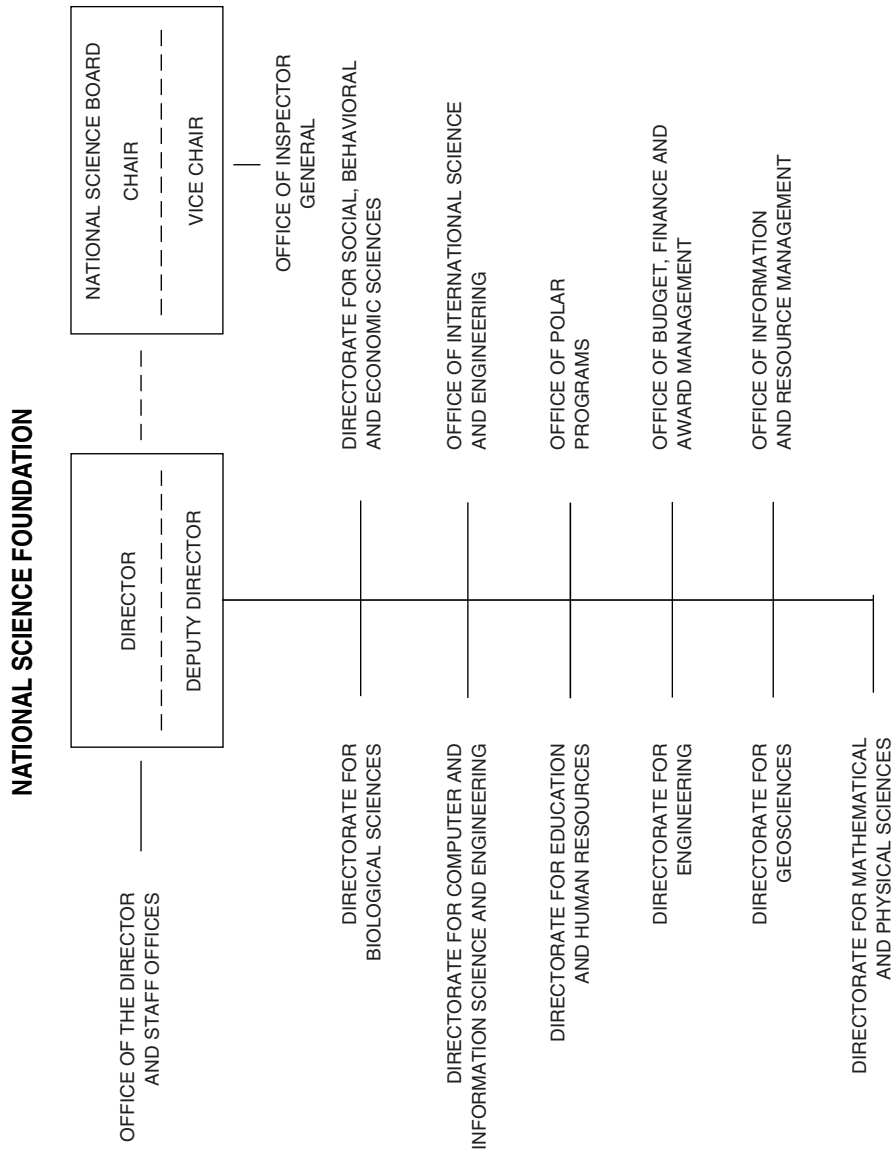 NATIONAL SCIENCE FOUNDATION
OFFICE OF THE DIRECTOR
AND STAFF OFFICES
DIRECTOR
DEPUTY DIRECTOR
NATIONAL SCIENCE BOARD
CHAIR
VICE CHAIR
OFFICE OF INSPECTOR
GENERAL
DIRECTORATE FOR
BIOLOGICAL SCIENCES
DIRECTORATE FOR SOCIAL, BEHAVIORAL
AND ECONOMIC SCIENCES
DIRECTORATE FOR COMPUTER AND
INFORMATION SCIENCE AND ENGINEERING
OFFICE OF INTERNATIONAL SCIENCE
AND ENGINEERING
DIRECTORATE FOR EDUCATION
AND HUMAN RESOURCES
OFFICE OF POLAR
PROGRAMS
DIRECTORATE FOR
ENGINEERING
OFFICE OF BUDGET, FINANCE AND
AWARD MANAGEMENT
DIRECTORATE FOR
GEOSCIENCES
OFFICE OF INFORMATION
AND RESOURCE MANAGEMENT
DIRECTORATE FOR MATHEMATICAL
AND PHYSICAL SCIENCES